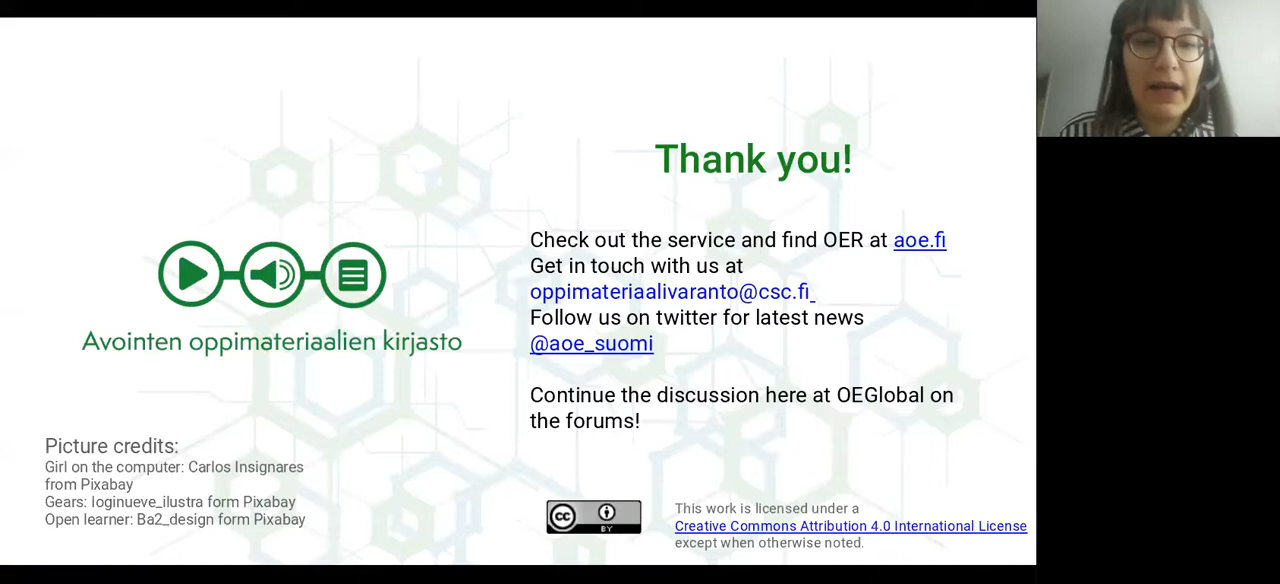 Thank you!
Check out the service and find OER at aoe.fi
Get in touch with us at
oppimateriaalivaranto@csc.fi
Follow us on twitter for latest news
@aoe_suomi
Continue the discussion here at OEGlobal on
the forums!
Avointen oppimateriaalien kirjasto
Picture credits:
Girl on the computer: Carlos Insignares
from Pixabay
Gears: loginueve_ilustra form Pixabay
Open learner: Ba2_design form Pixabay
cc
BY
This work is licensed under a
Creative Commons Attribution 4.0 International License
except when otherwise noted.